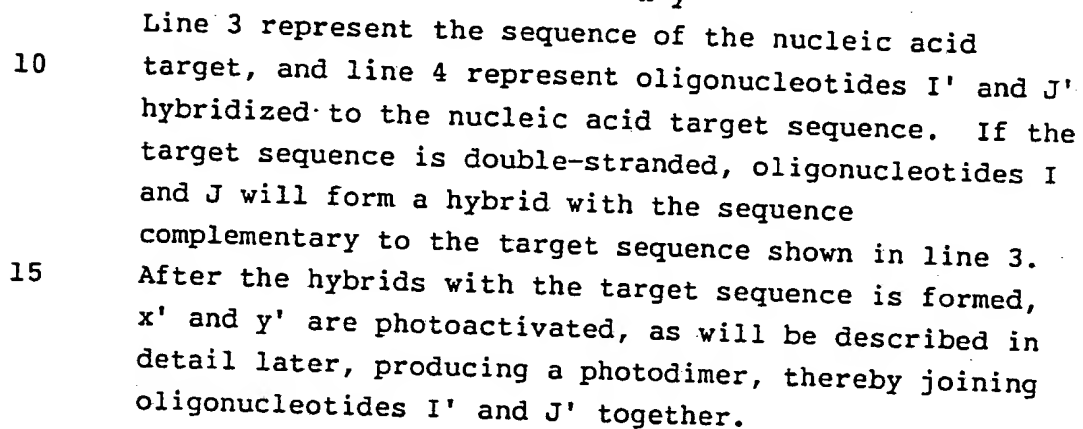 Line 3 represent the sequence of the nucleic acid
10 target, and line 4 represent oligonucleotides I' and J'
hybridized to the nucleic acid target sequence. If the
target sequence is double-stranded, oligonucleotides I
and J will form a hybrid with the sequence
complementary to the target sequence shown in line 3.
15 After the hybrids with the target sequence is formed,
x' and y' are photoactivated, as will be described in
detail later, producing a photodimer, thereby joining
oligonucleotides I' and J' together.